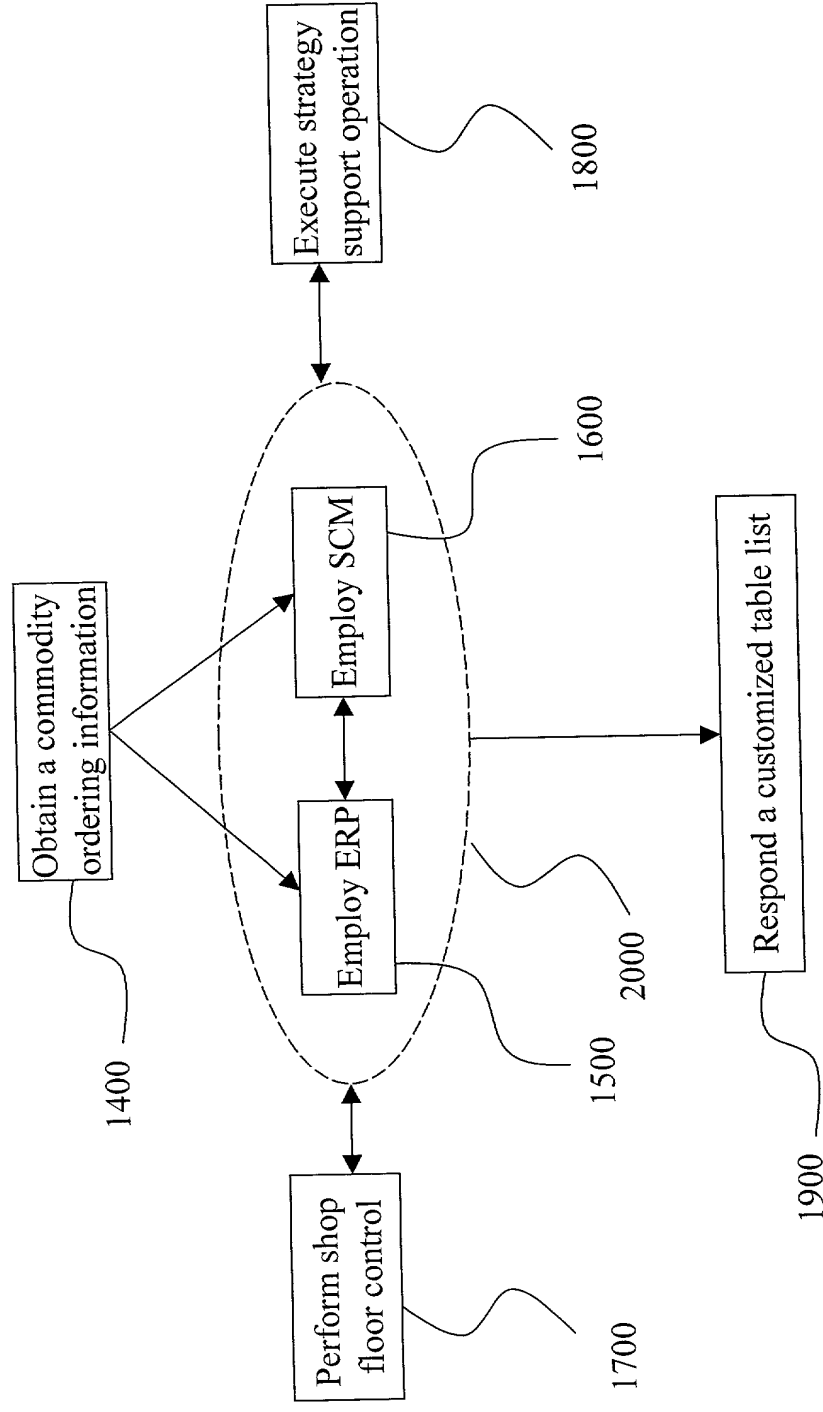 Obtain a commodity
ordering information
1400
Employ ERP
1500
Employ SCM
1600
2000
Perform shop
floor control
1700
Execute strategy
support operation
1800
Respond a customized table list
1900